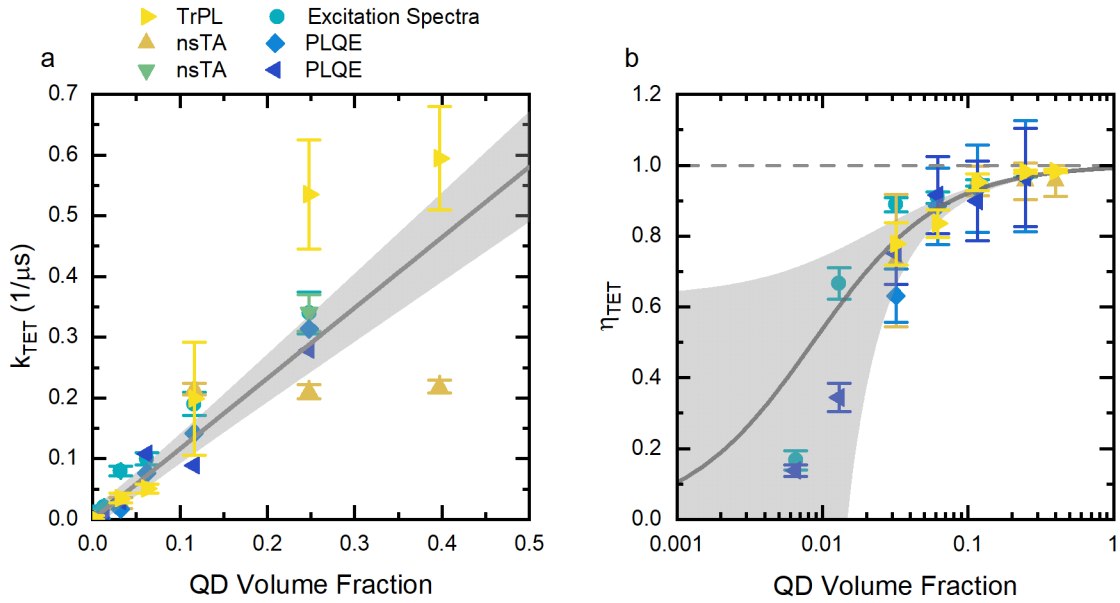 TrPL Excitation Spectra
nsTA PLQE
nsTA PLQE
a
b
0.7
0.6
0.5
0.4
0.3
0.2
0.1
0.0
k_TET (1/µs)
0.0 0.1 0.2 0.3 0.4 0.5
QD Volume Fraction
1.2
1.0
0.8
0.6
0.4
0.2
0.0
η_TET
0.001 0.01 0.1 1
QD Volume Fraction